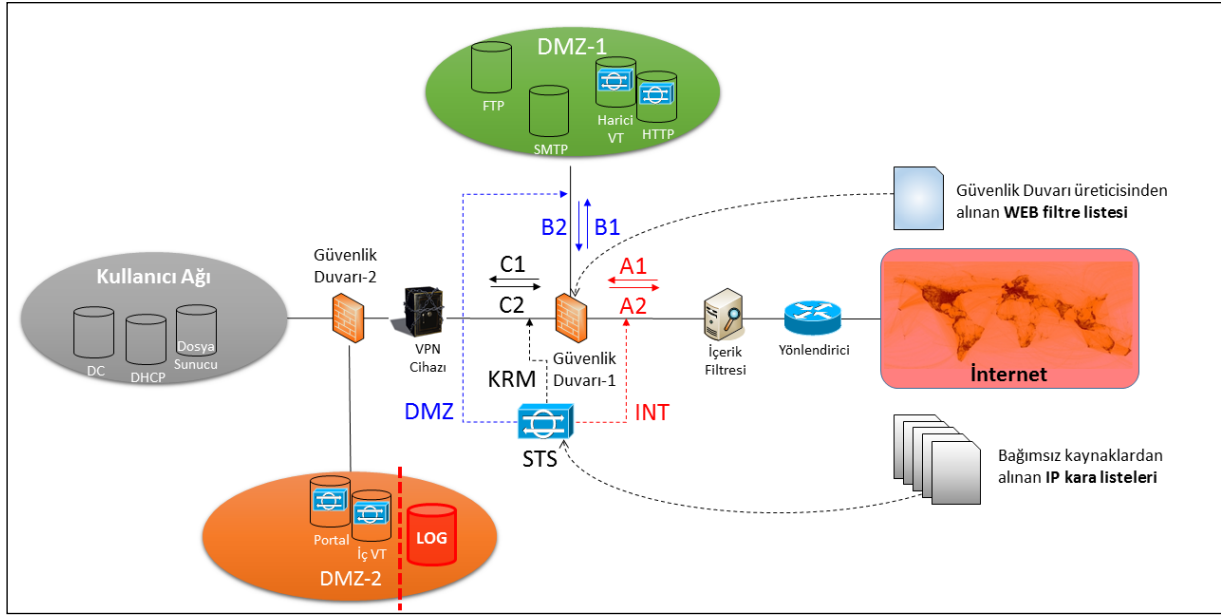 DMZ-1
FTP
SMTP
Harici
VT
HTTP
Güvenlik Duvarı üreticisinden
alınan WEB filtre listesi
B2
B1
Kullanıcı Ağı
DC
DHCP
Dosya
Sunucu
Güvenlik
Duvarı-2
VPN
Cihazı
C1
C2
A1
A2
Güvenlik
Duvarı-1
İçerik
Filtresi
Yönlendirici
İnternet
KRM
DMZ
INT
STS
Bağımsız kaynaklardan
alınan IP kara listeleri
Portal
İç VT
LOG
DMZ-2